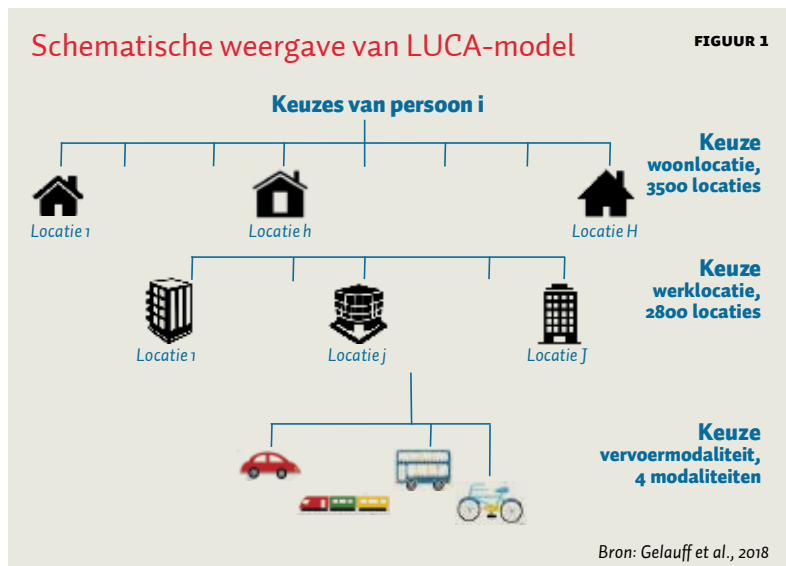 Schematische weergave van LUCA-model
FIGUUR 1
Keuzes van persoon i
Keuze
woonlocatie,
3500 locaties
Locatie 1
Locatie h
Locatie H
Keuze
werklocatie,
2800 locaties
Locatie 1
Locatie j
Locatie J
Keuze
vervoermodaliteit,
4 modaliteiten
Bron: Gelauff et al., 2018